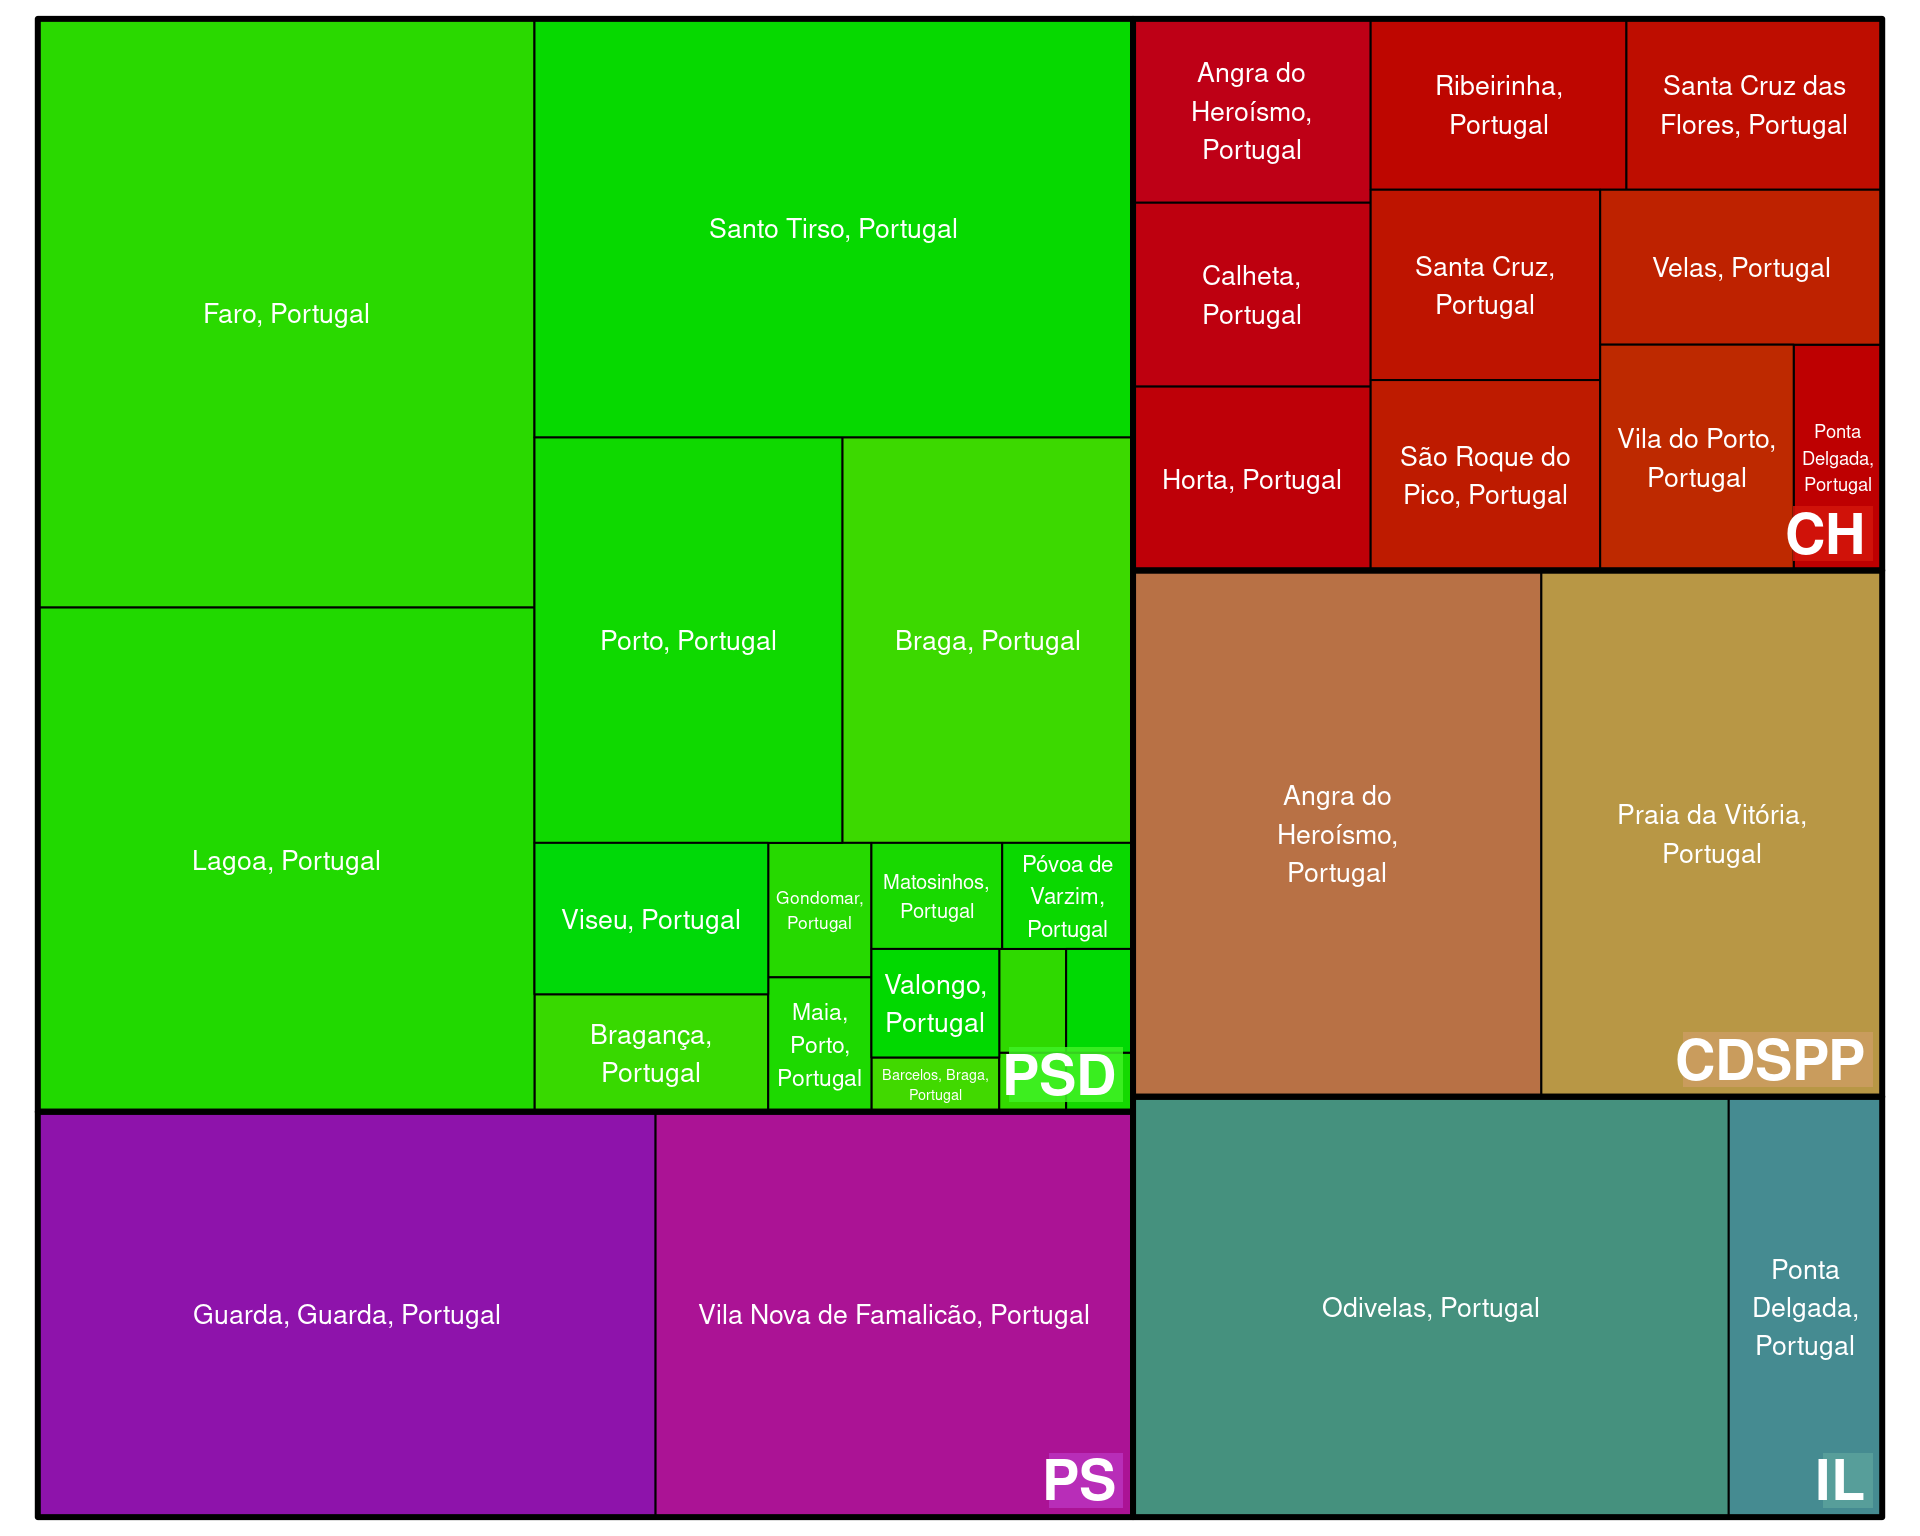 Faro, Portugal
Lagoa, Portugal
Santo Tirso, Portugal
Porto, Portugal
Braga, Portugal
Viseu, Portugal
Bragança,
Portugal
Gondomar,
Portugal
Maia,
Porto,
Portugal
Matosinhos,
Portugal
Póvoa de
Varzim,
Portugal
Valongo,
Portugal
Barcelos, Braga,
Portugal
PSD
Guarda, Guarda, Portugal
Vila Nova de Famalicão, Portugal
PS
Angra do
Heroísmo,
Portugal
Calheta,
Portugal
Horta, Portugal
Ribeirinha,
Portugal
Santa Cruz das
Flores, Portugal
Santa Cruz,
Portugal
Velas, Portugal
São Roque do
Pico, Portugal
Vila do Porto,
Portugal
Ponta
Delgada,
Portugal
CH
Angra do
Heroísmo,
Portugal
Praia da Vitória,
Portugal
CDSPP
Odivelas, Portugal
Ponta
Delgada,
Portugal
IL